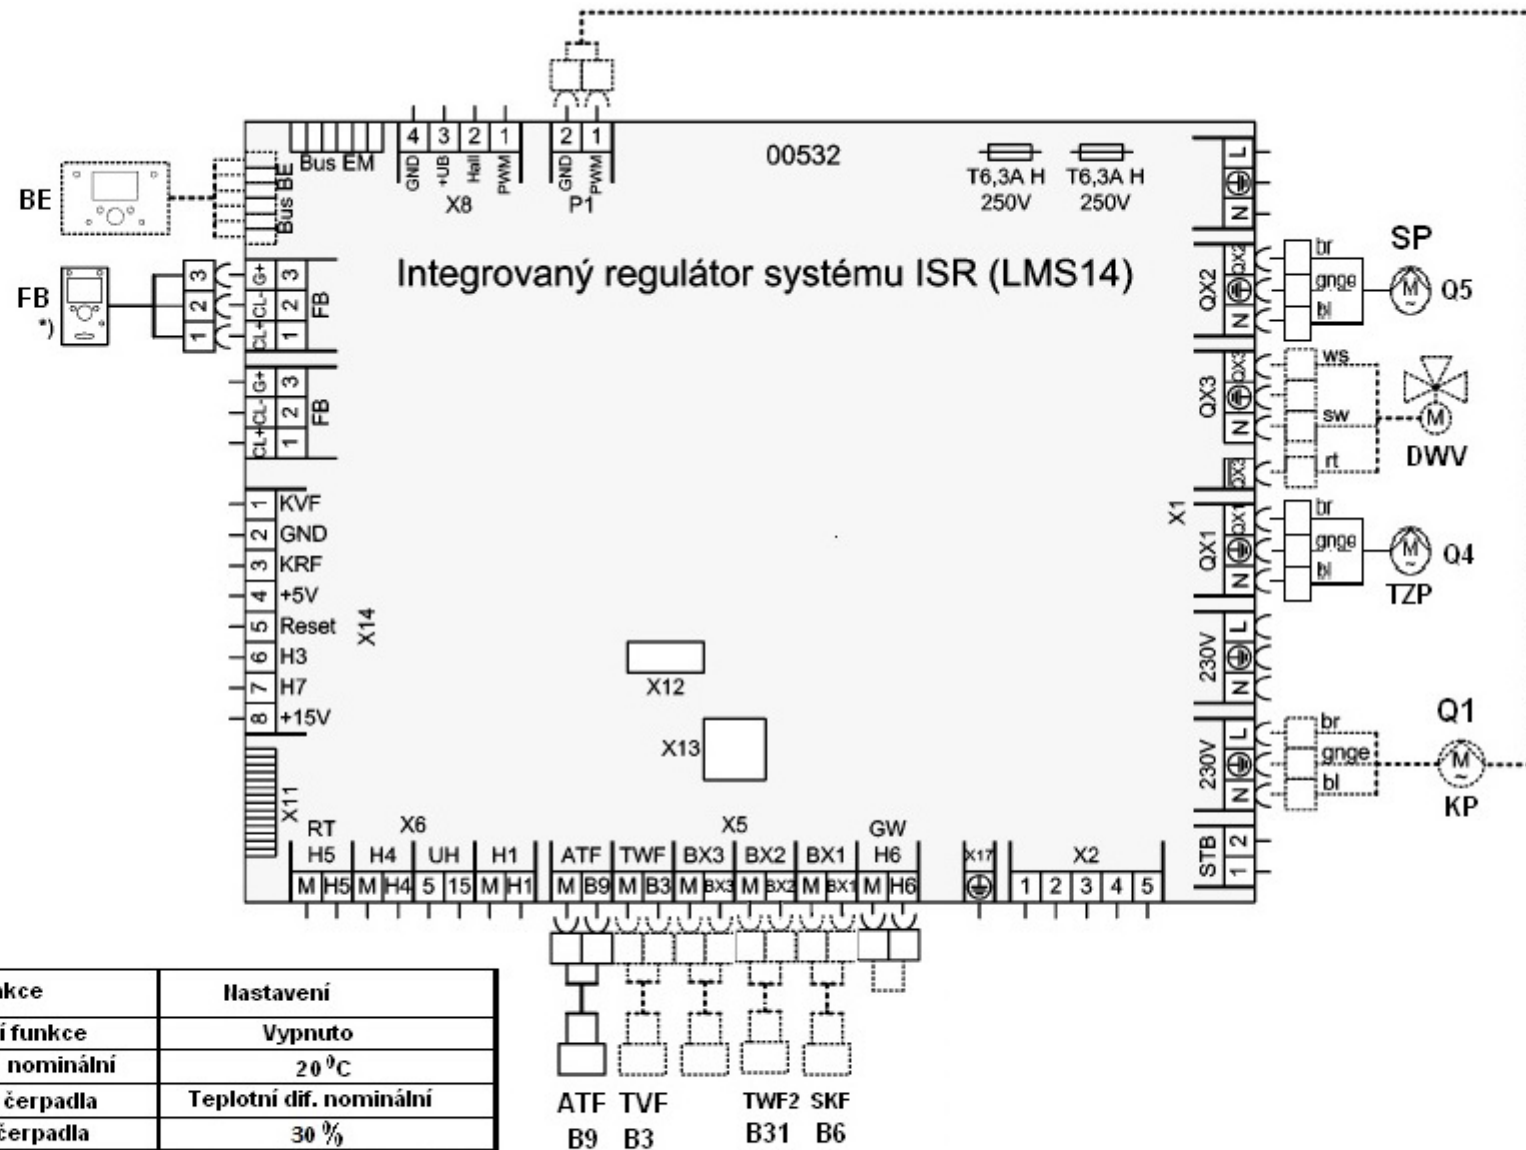 00532
T6,3A H
250V
T6,3A H
250V
Bus EM
4 3 2 1
GND +UB Hall PWM
X8
2 1
GND PWM
P1
BE
Bus BE
Integrovaný regulátor systému ISR (LMS14)
FB
*)
3
2
1
G+ 3
CL- 2
CL+ 1
FB
G+ 3
CL- 2
CL+ 1
FB
1 KVF
2 GND
3 KRF
4 +5V
5 Reset
6 H3
7 H7
8 +15V
X14
X11
X12
X13
L
N
QX2
QX2
N
br
gnge
bl
SP
M
~
Q5
QX3
QX3
N
QX3
ws
sw
rt
M
DWV
X1
QX1
QX1
N
br
gnge
bl
M
~
Q4
TZP
230V
L
N
230V
L
N
br
gnge
bl
Q1
M
~
KP
STB
2
1
RT X6 X5 GW
H5 H4 UH H1 ATF TWF BX3 BX2 BX1 H6 X17 X2
M H5 M H4 5 15 M H1 M B9 M B3 M BX3 M BX2 M BX1 M H6 1 2 3 4 5
ATF TVF TWF2 SKF
B9 B3 B31 B6
nkce Nastavení
í funkce Vypnuto
nominální 20 ⁰C
čerpadla Teplotní dif. nominální
čerpadla 30 %